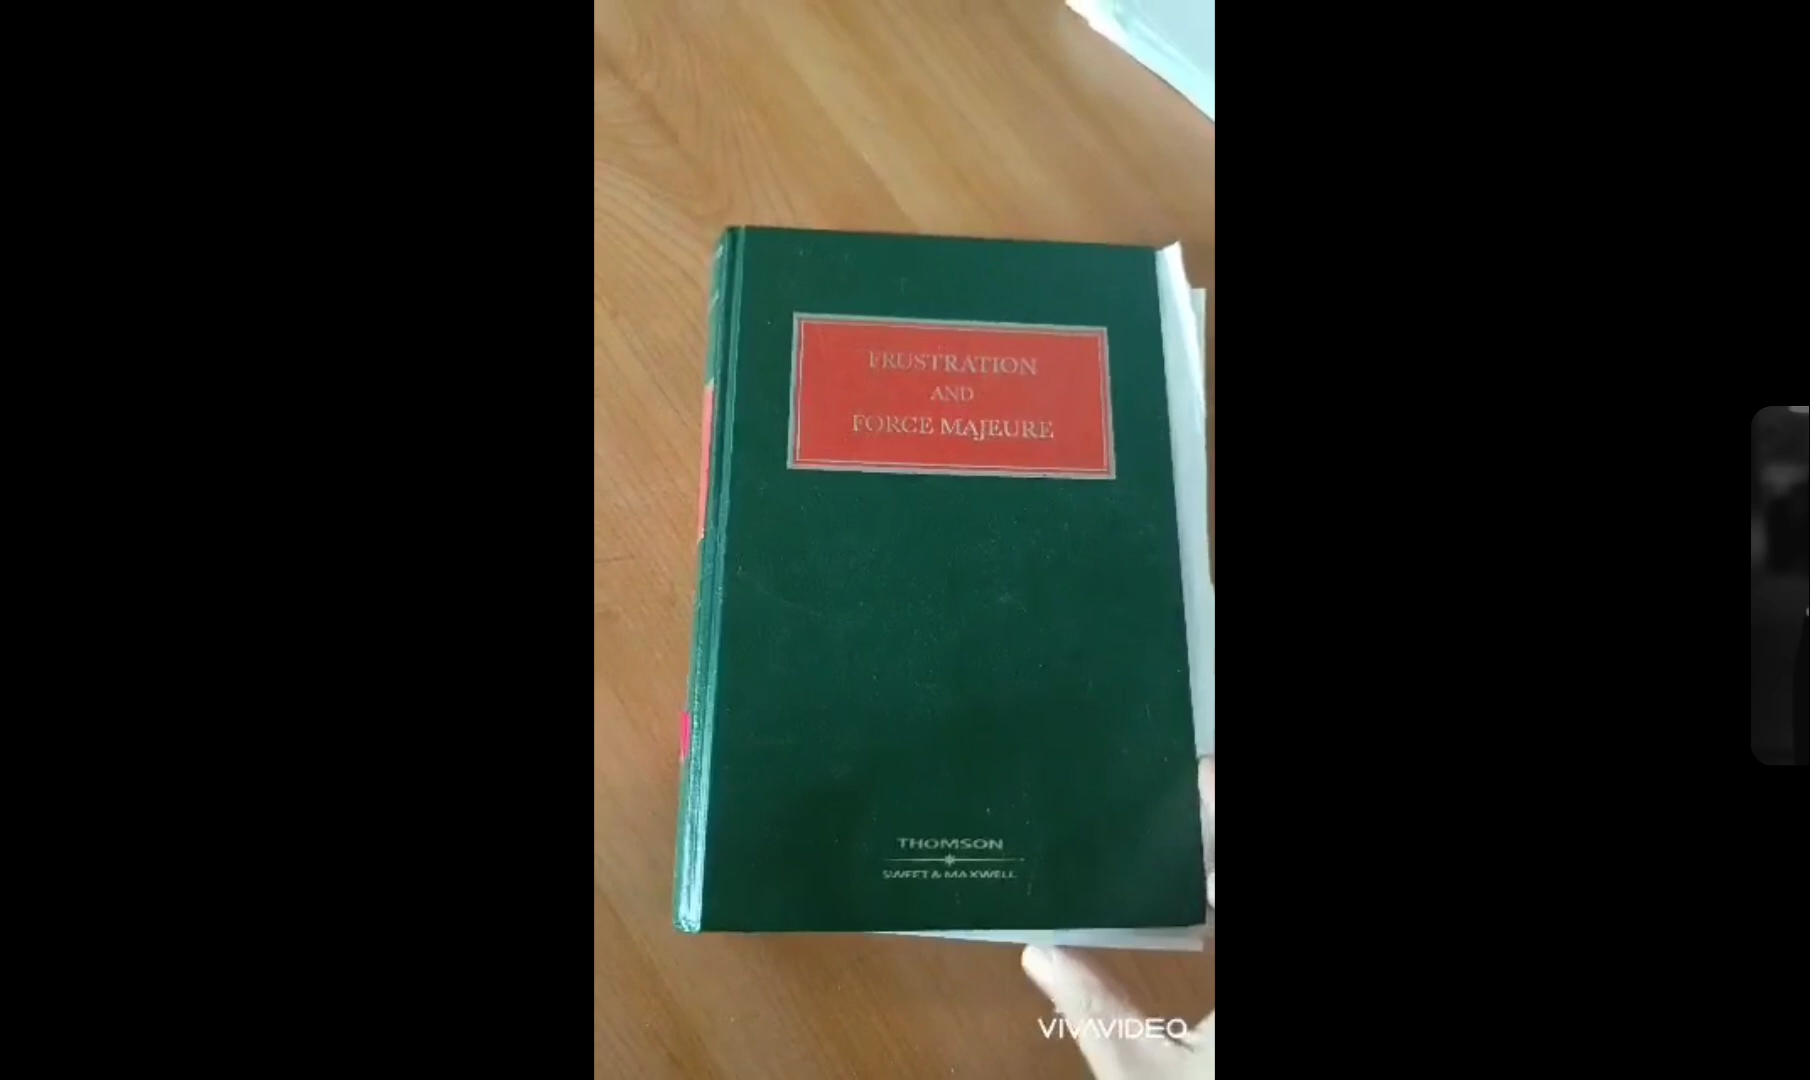 FRUSTRATION
AND
FORCE MAJEURE
THOMSON
SWEET & MAXWELL
VIVAVIDEO